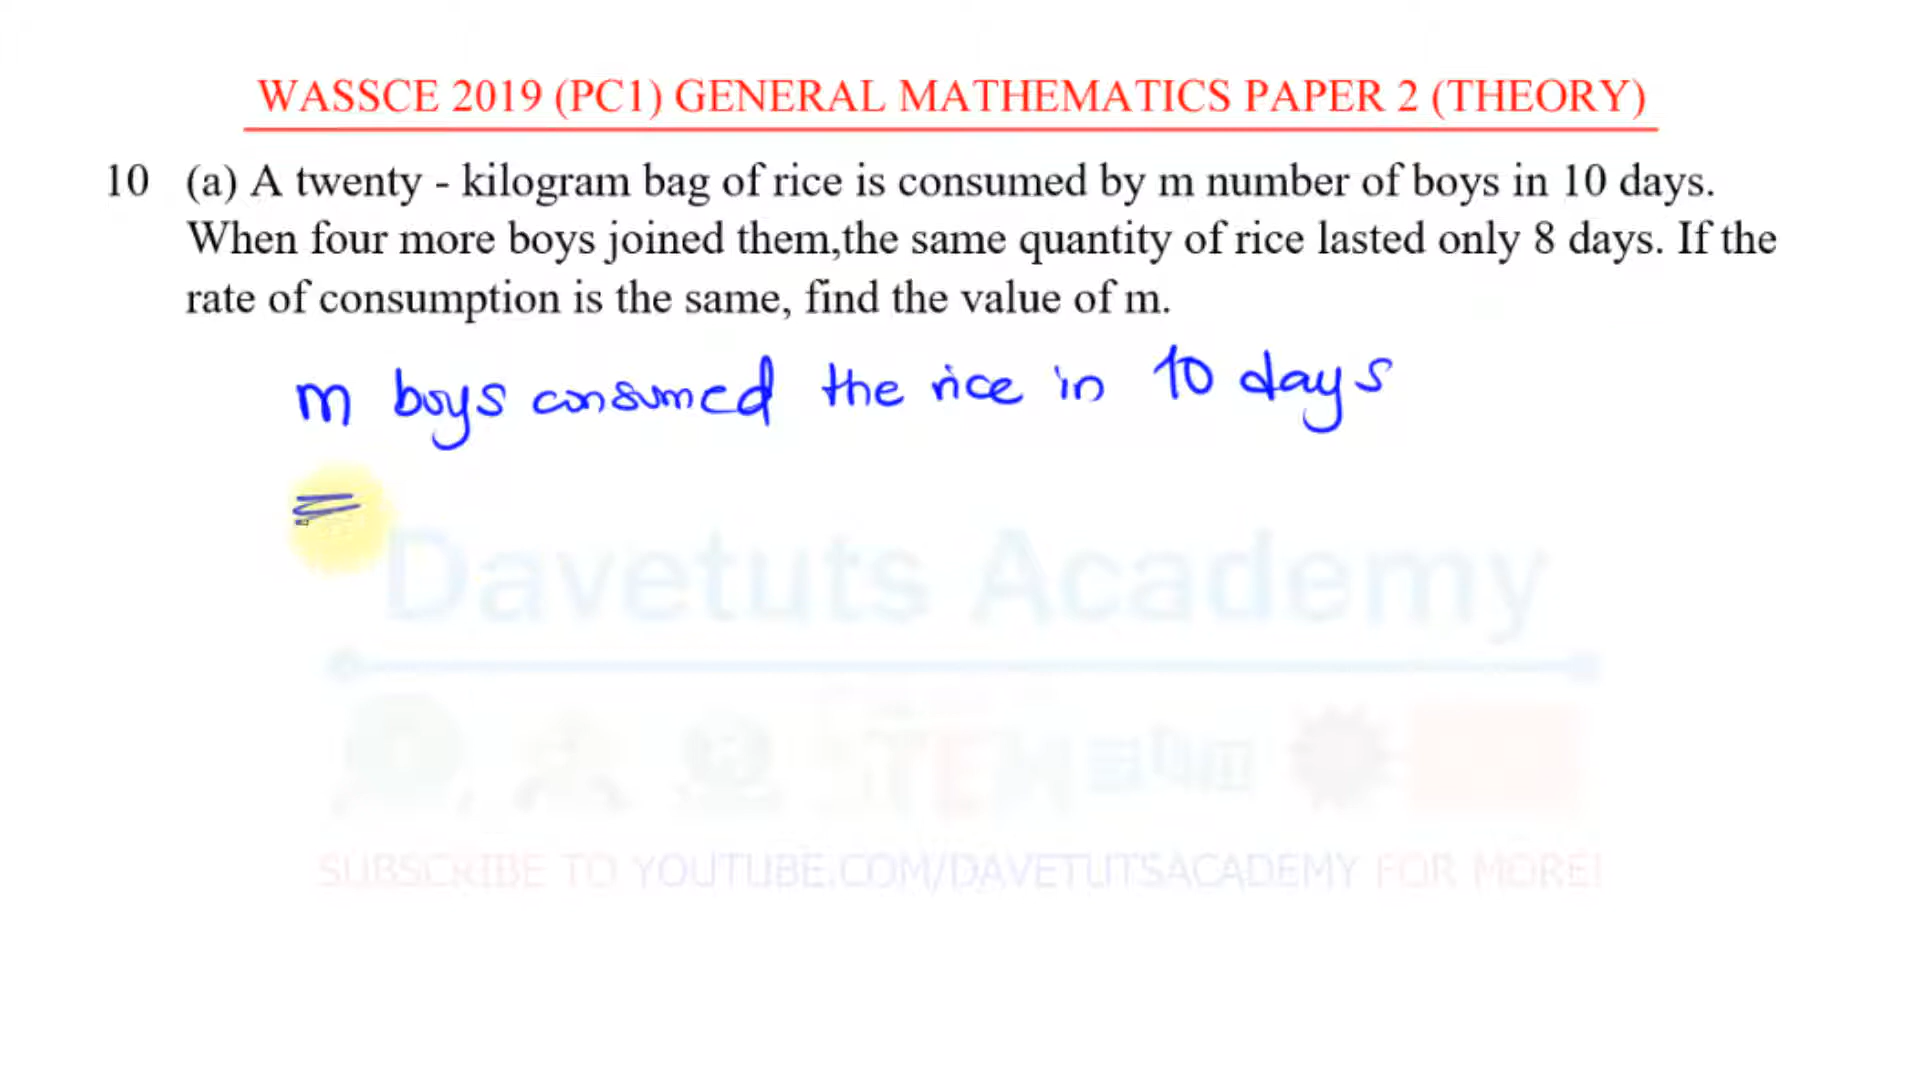 WASSCE 2019 (PC1) GENERAL MATHEMATICS PAPER 2 (THEORY)
10 (a) A twenty - kilogram bag of rice is consumed by m number of boys in 10 days.
When four more boys joined them,the same quantity of rice lasted only 8 days. If the
rate of consumption is the same, find the value of m.
m boys consumed the rice in 10 days
=
Davetuts Academy
STEM
SUBSCRIBE TO YOUTUBE.COM/DAVETUTSACADEMY FOR MORE!